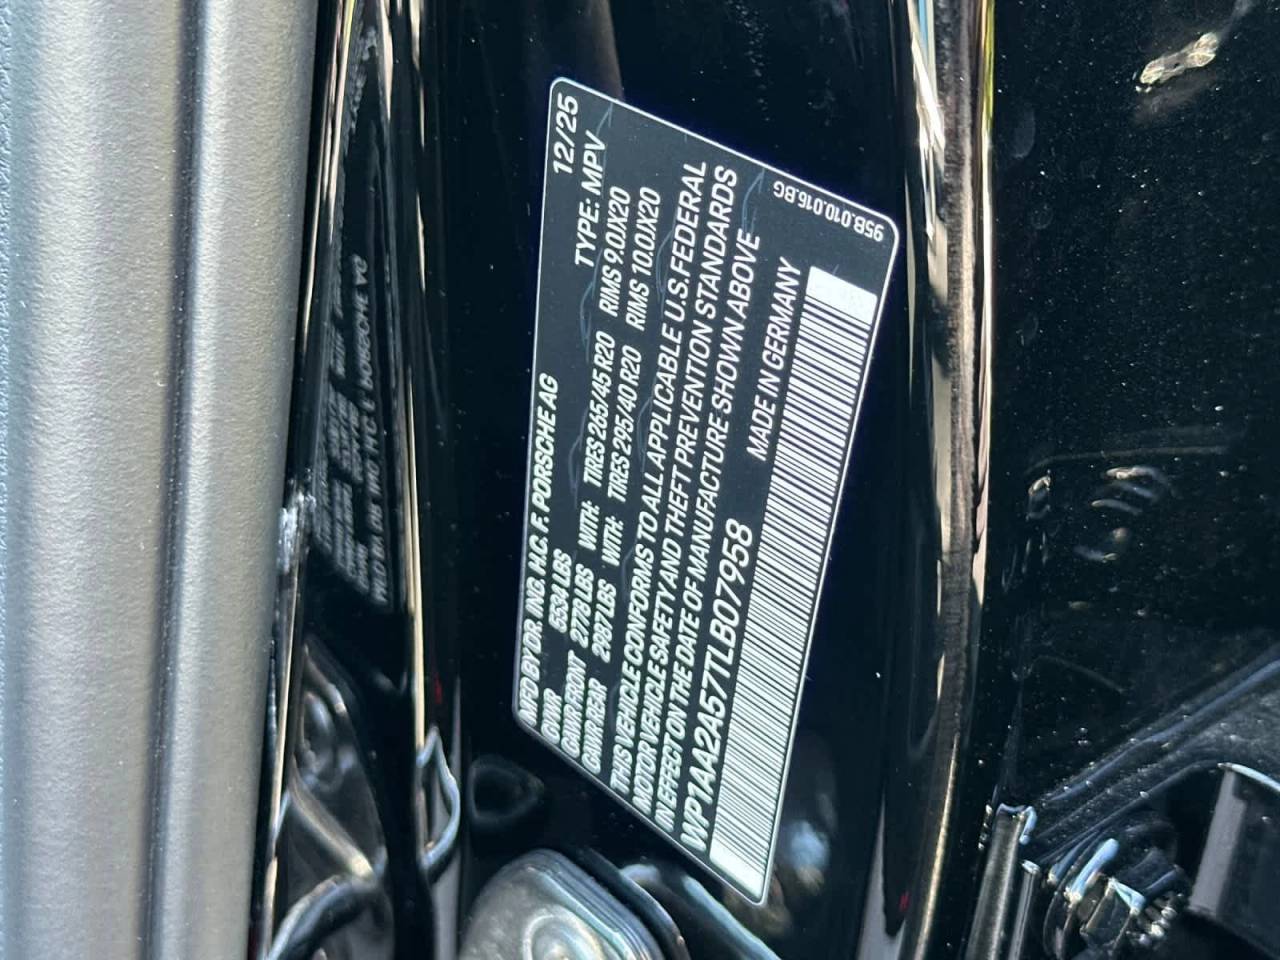 MFD BY DR. ING. H.C. F. PORSCHE AG 12/25
GVWR 5534 LBS TYPE: MPV
GAWR FRONT 2778 LBS WITH: TIRES 265/45 R20 RIMS 9.0JX20
GAWR REAR 2987 LBS WITH: TIRES 295/40 R20 RIMS 10.0JX20
THIS VEHICLE CONFORMS TO ALL APPLICABLE U.S. FEDERAL
MOTOR VEHICLE SAFETY AND THEFT PREVENTION STANDARDS
IN EFFECT ON THE DATE OF MANUFACTURE SHOWN ABOVE
WP1AA2A57TLB07958 MADE IN GERMANY
95B.010.016.BG